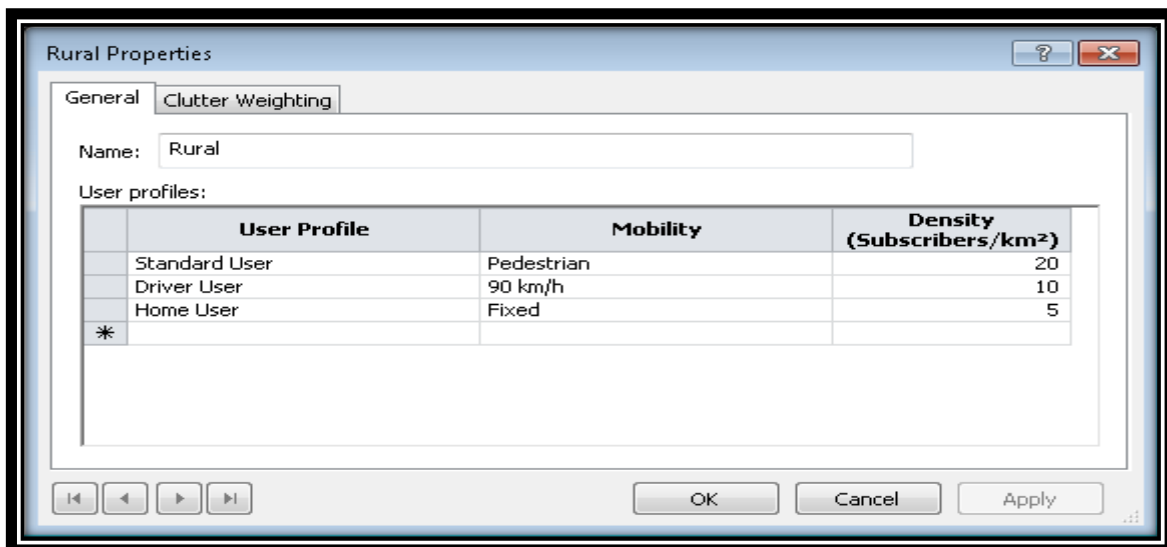 Rural Properties
General Clutter Weighting
Name: Rural
User profiles:
User Profile Mobility Density (Subscribers/km²)
Standard User Pedestrian 20
Driver User 90 km/h 10
Home User Fixed 5
OK Cancel Apply